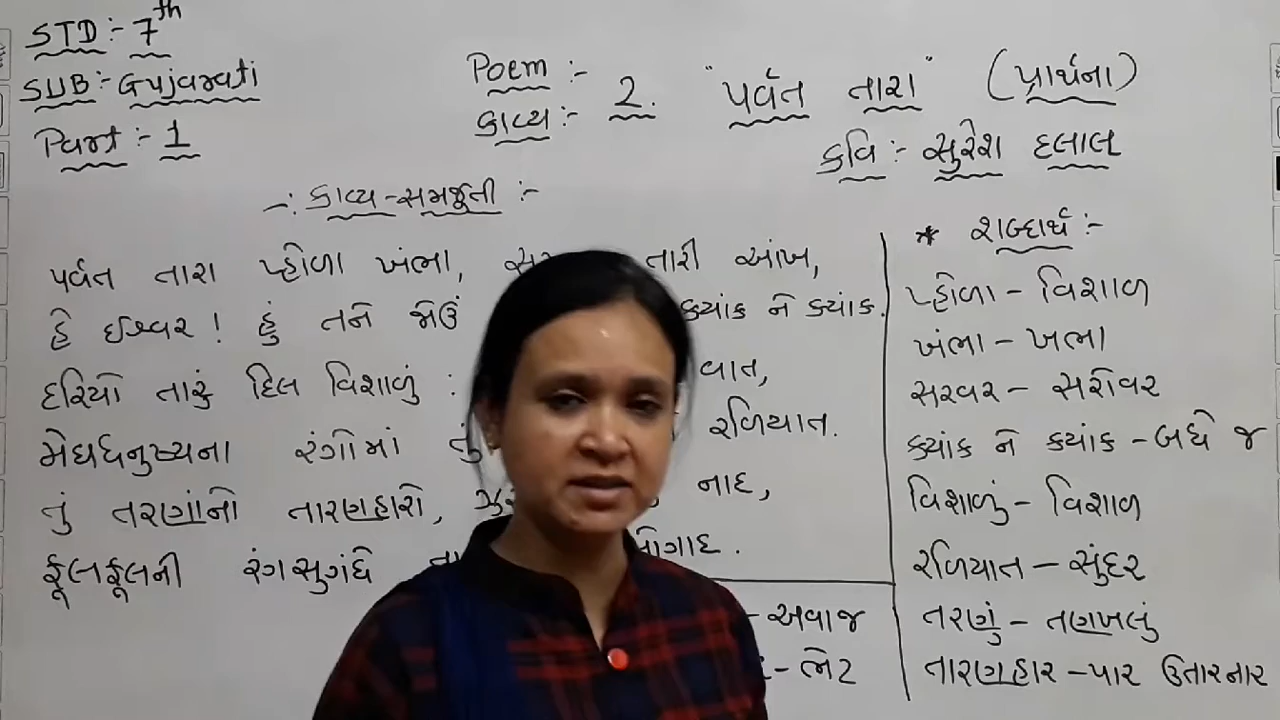 STD :- 7th
SUB :- Gujarati
Part :- 1
Poem :-
કાવ્ય :- 2. "પર્વત તારા" (પ્રાર્થના)
કવિ :- સુરેશ દલાલ
-: કાવ્ય-સમજૂતી :-
પર્વત તારા પ્હોળા ખંભા, તારી આંખ,
હે ઈશ્વર ! હું તને જોઉં ક્યાંક ને ક્યાંક.
દરિયો તારું દિલ વિશાળું : વાત,
મેઘધનુષ્યના રંગોમાં તું રળિયાત.
તું તરણાંનો તારણહારો, નાદ,
ફૂલફૂલની રંગસુગંધે
- અવાજ
- ભેટ
* શબ્દાર્થ :-
પ્હોળા - વિશાળ
ખંભા - ખભા
સરવર - સરોવર
ક્યાંક ને ક્યાંક - બધે જ
વિશાળું - વિશાળ
રળિયાત - સુંદર
તરણું - તણખલું
તારણહાર - પાર ઉતારનાર